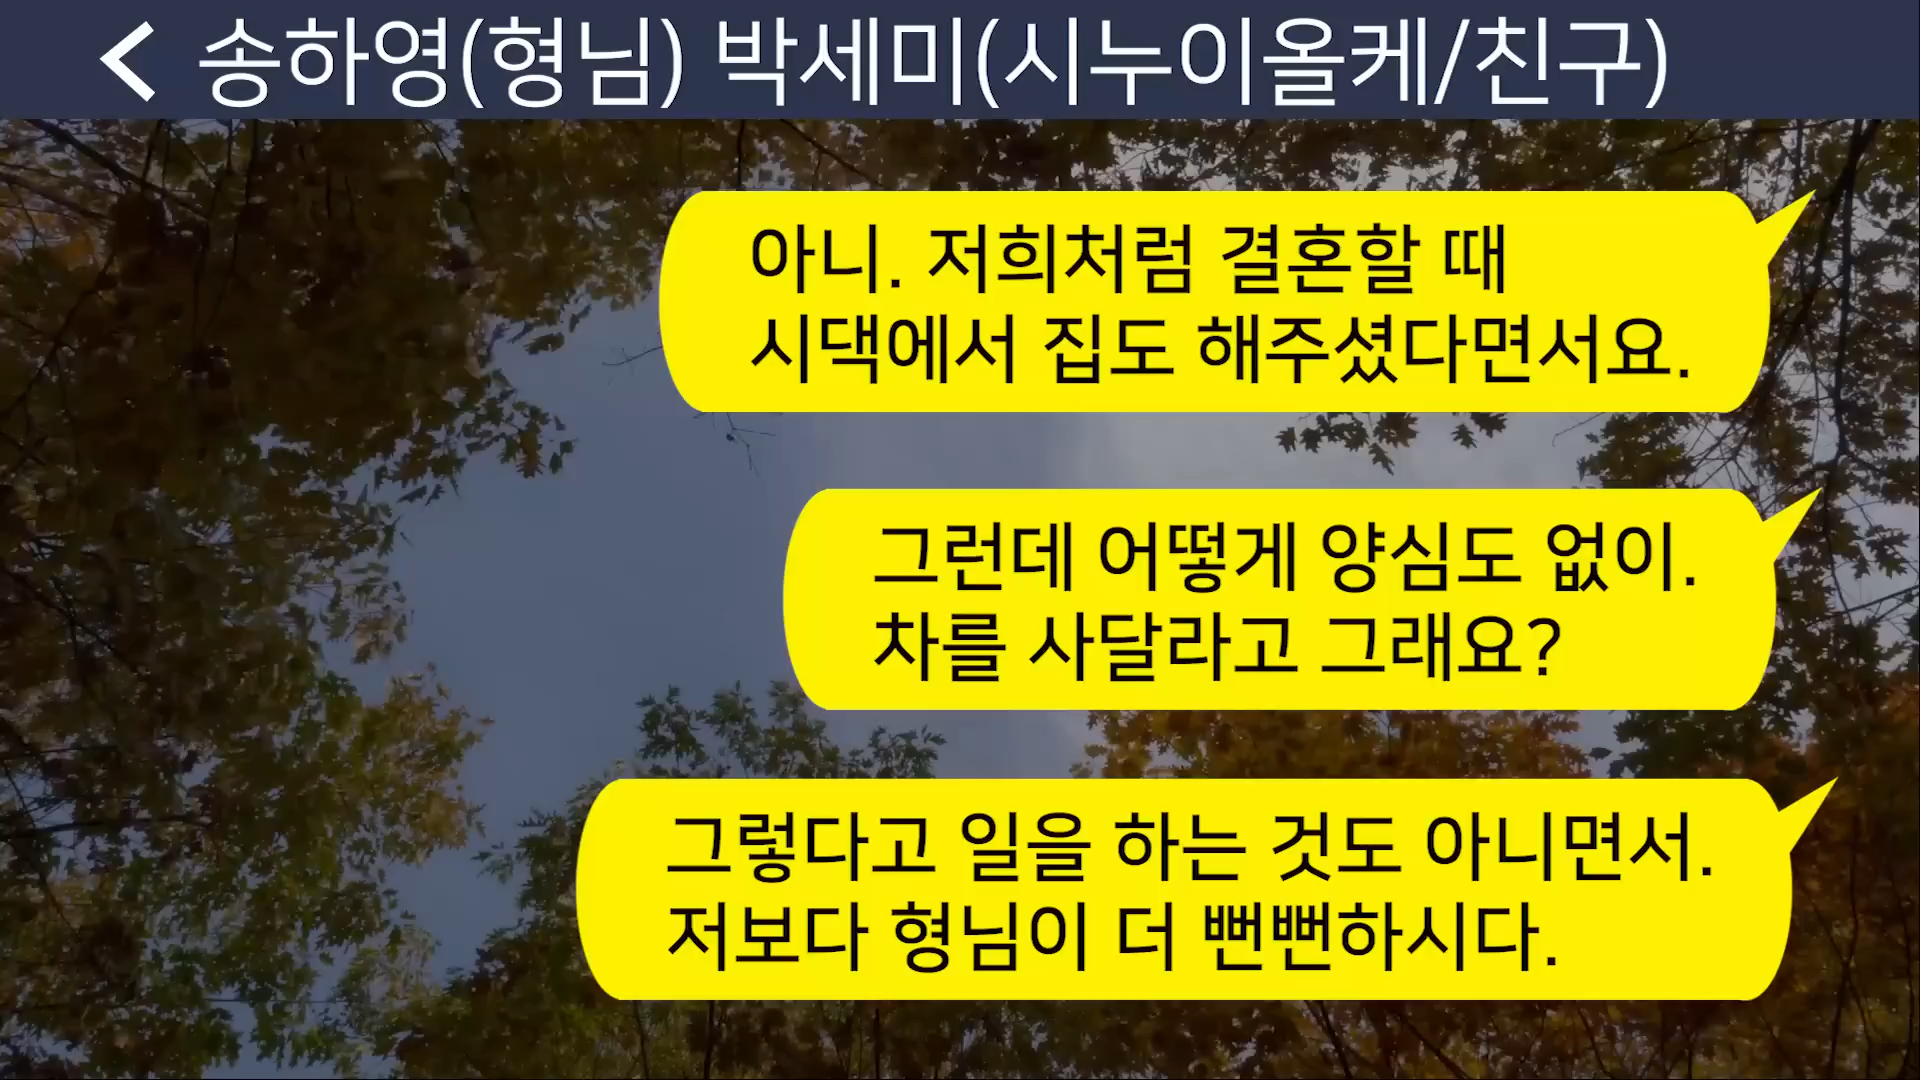 송하영(형님) 박세미(시누이올케/친구)
아니. 저희처럼 결혼할 때
시댁에서 집도 해주셨다면서요.
그런데 어떻게 양심도 없이.
차를 사달라고 그래요?
그렇다고 일을 하는 것도 아니면서.
저보다 형님이 더 뻔뻔하시다.